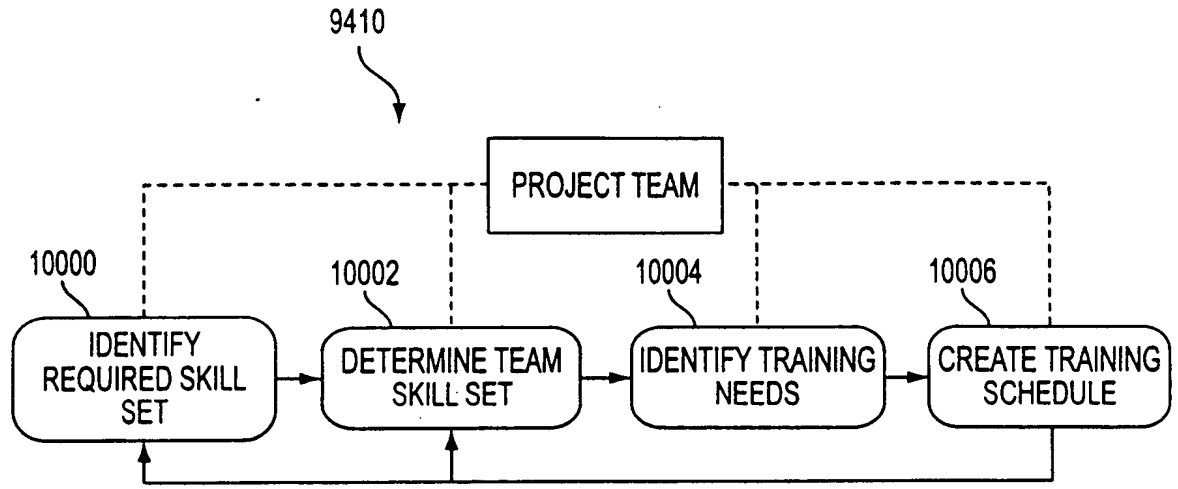 9410
PROJECT TEAM
10000
10002
10004
10006
IDENTIFY
REQUIRED SKILL
SET
DETERMINE TEAM
SKILL SET
IDENTIFY TRAINING
NEEDS
CREATE TRAINING
SCHEDULE